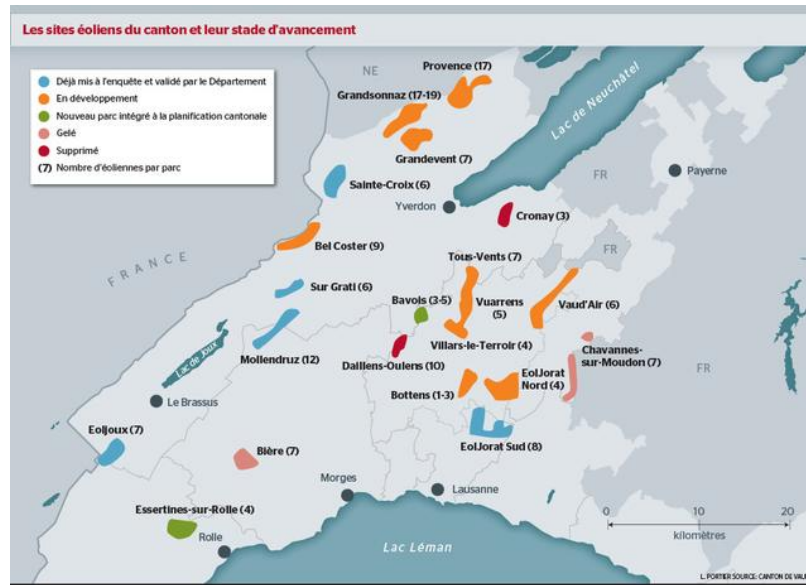 Les sites éoliens du canton et leur stade d'avancement
Déjà mis à l'enquête et validé par le Département
En développement
Nouveau parc intégré à la planification cantonale
Gelé
Supprimé
(7) Nombre d'éoliennes par parc
NE
Provence (17)
Grandsonnaz (17-19)
Grandevent (7)
Lac de Neuchâtel
FR
Payerne
Sainte-Croix (6)
Yverdon
Cronay (3)
FRANCE
Bel Coster (9)
Tous-Vents (7)
FR
Sur Grati (6)
Bavois (3-5)
Vuarrens
(5)
Vaud'Air (6)
Mollendruz (12)
Villars-le-Terroir (4)
Daillens-Oulens (10)
Chavannes-
sur-Moudon (7)
Lac de Joux
Le Brassus
Bottens (1-3)
EolJorat
Nord (4)
FR
Eoljoux (7)
Bière (7)
EolJorat Sud (8)
Morges
Lausanne
Essertines-sur-Rolle (4)
Rolle
Lac Léman
0 10 20
kilomètres
L. PORTIER SOURCE: CANTON DE